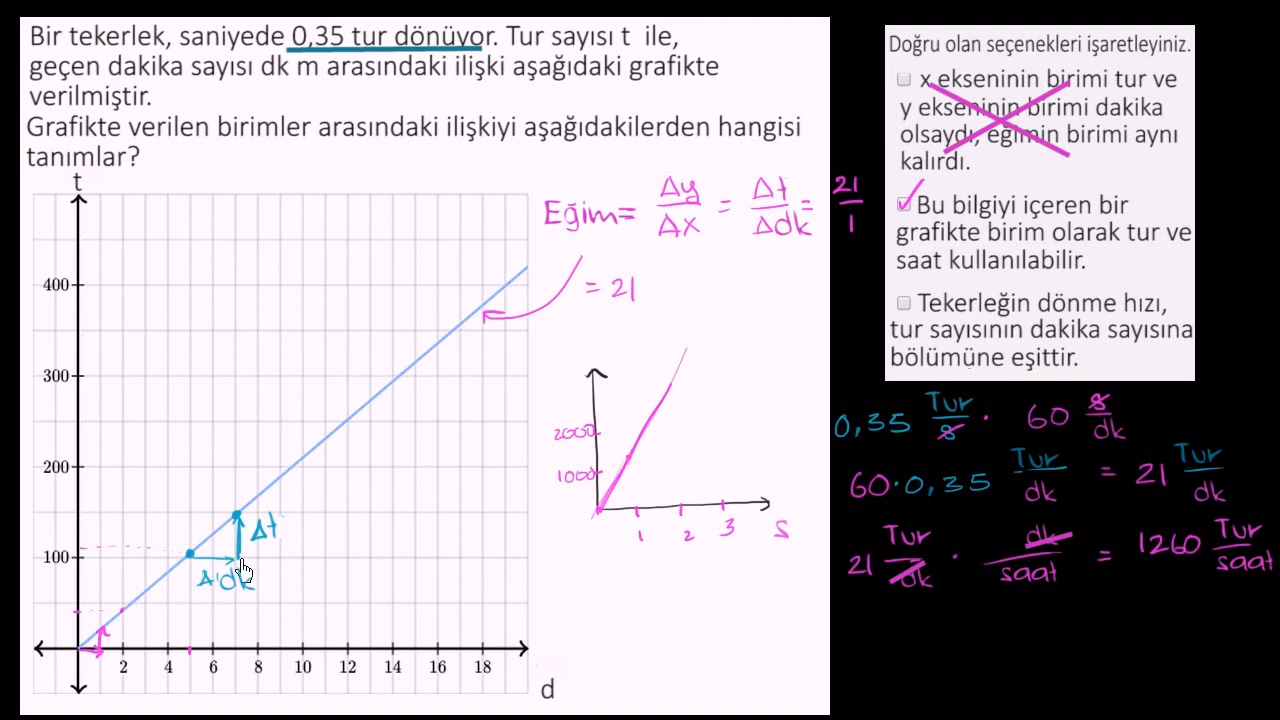 Bir tekerlek, saniyede 0,35 tur dönüyor. Tur sayısı t ile,
geçen dakika sayısı dk m arasındaki ilişki aşağıdaki grafikte
verilmiştir.
Grafikte verilen birimler arasındaki ilişkiyi aşağıdakilerden hangisi
tanımlar?
t
400
300
200
100
2 4 6 8 10 12 14 16 18
d
Δt
Δdk
Eğim = Δy/Δx = Δt/Δdk = 21/1
= 21
2000
1000
1 2 3 S
Doğru olan seçenekleri işaretleyiniz.
x ekseninin birimi tur ve
y ekseninin birimi dakika
olsaydı, eğimin birimi aynı
kalırdı.
Bu bilgiyi içeren bir
grafikte birim olarak tur ve
saat kullanılabilir.
Tekerleğin dönme hızı,
tur sayısının dakika sayısına
bölümüne eşittir.
0,35 Tur/s · 60 s/dk
60·0,35 Tur/dk = 21 Tur/dk
21 Tur/dk · dk/saat = 1260 Tur/saat